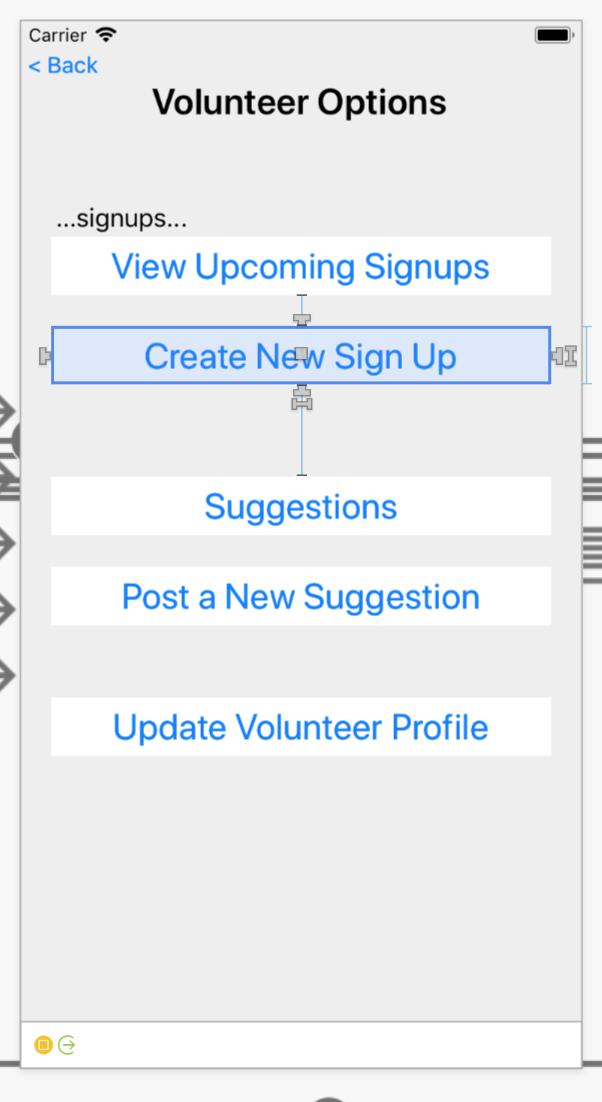 Carrier
< Back
Volunteer Options
...signups...
View Upcoming Signups
Create New Sign Up
Suggestions
Post a New Suggestion
Update Volunteer Profile